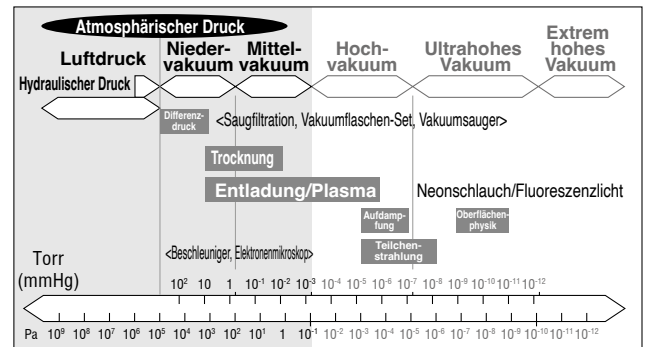 Atmosphärischer Druck
Luftdruck
Nieder-
vakuum
Mittel-
vakuum
Hoch-
vakuum
Ultrahohes
Vakuum
Extrem
hohes
Vakuum
Hydraulischer Druck
Differenz-
druck
<Saugfiltration, Vakuumflaschen-Set, Vakuumsauger>
Trocknung
Entladung/Plasma
Neonschlauch/Fluoreszenzlicht
Aufdamp-
fung
Oberflächen-
physik
<Beschleuniger, Elektronenmikroskop>
Teilchen-
strahlung
Torr
(mmHg)
10² 10 1 10⁻¹ 10⁻² 10⁻³ 10⁻⁴ 10⁻⁵ 10⁻⁶ 10⁻⁷ 10⁻⁸ 10⁻⁹ 10⁻¹⁰ 10⁻¹¹ 10⁻¹²
Pa 10⁹ 10⁸ 10⁷ 10⁶ 10⁵ 10⁴ 10³ 10² 10¹ 1 10⁻¹ 10⁻² 10⁻³ 10⁻⁴ 10⁻⁵ 10⁻⁶ 10⁻⁷ 10⁻⁸ 10⁻⁹ 10⁻¹⁰ 10⁻¹¹ 10⁻¹²